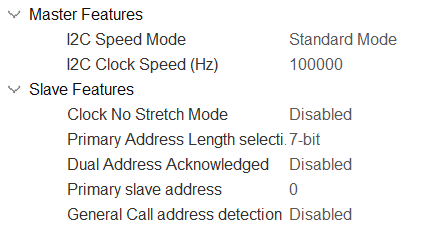 Master Features
I2C Speed Mode Standard Mode
I2C Clock Speed (Hz) 100000
Slave Features
Clock No Stretch Mode Disabled
Primary Address Length selecti. 7-bit
Dual Address Acknowledged Disabled
Primary slave address 0
General Call address detection Disabled